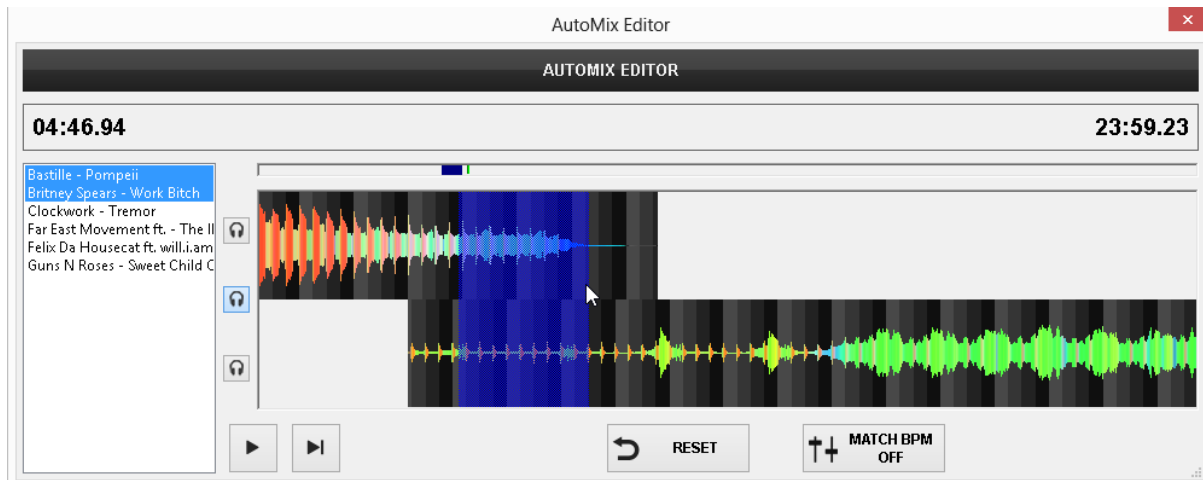 AutoMix Editor
AUTOMIX EDITOR
04:46.94
23:59.23
Bastille - Pompeii
Britney Spears - Work Bitch
Clockwork - Tremor
Far East Movement ft. - The
Felix Da Housecat ft. will.i.am
Guns N Roses - Sweet Child
RESET
MATCH BPM
OFF